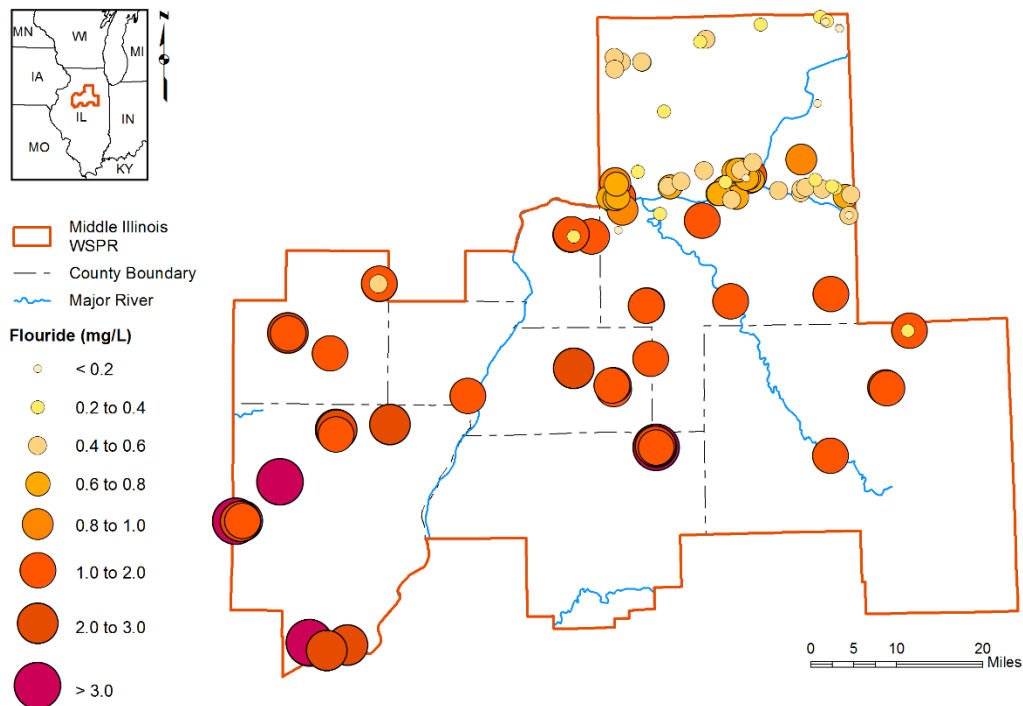 N
MN
WI
MI
IA
IL
IN
MO
KY
Middle Illinois
WSPR
County Boundary
Major River
Flouride (mg/L)
< 0.2
0.2 to 0.4
0.4 to 0.6
0.6 to 0.8
0.8 to 1.0
1.0 to 2.0
2.0 to 3.0
> 3.0
0 5 10 20
Miles